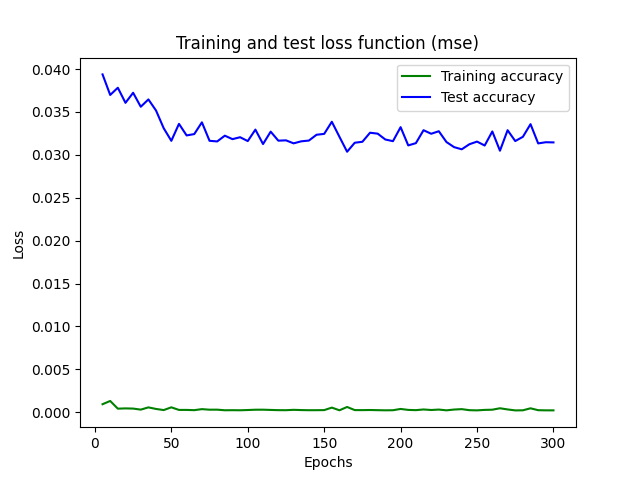 Training and test loss function (mse)
Training accuracy
Test accuracy
0.040
0.035
0.030
0.025
0.020
0.015
0.010
0.005
0.000
Loss
0 50 100 150 200 250 300
Epochs